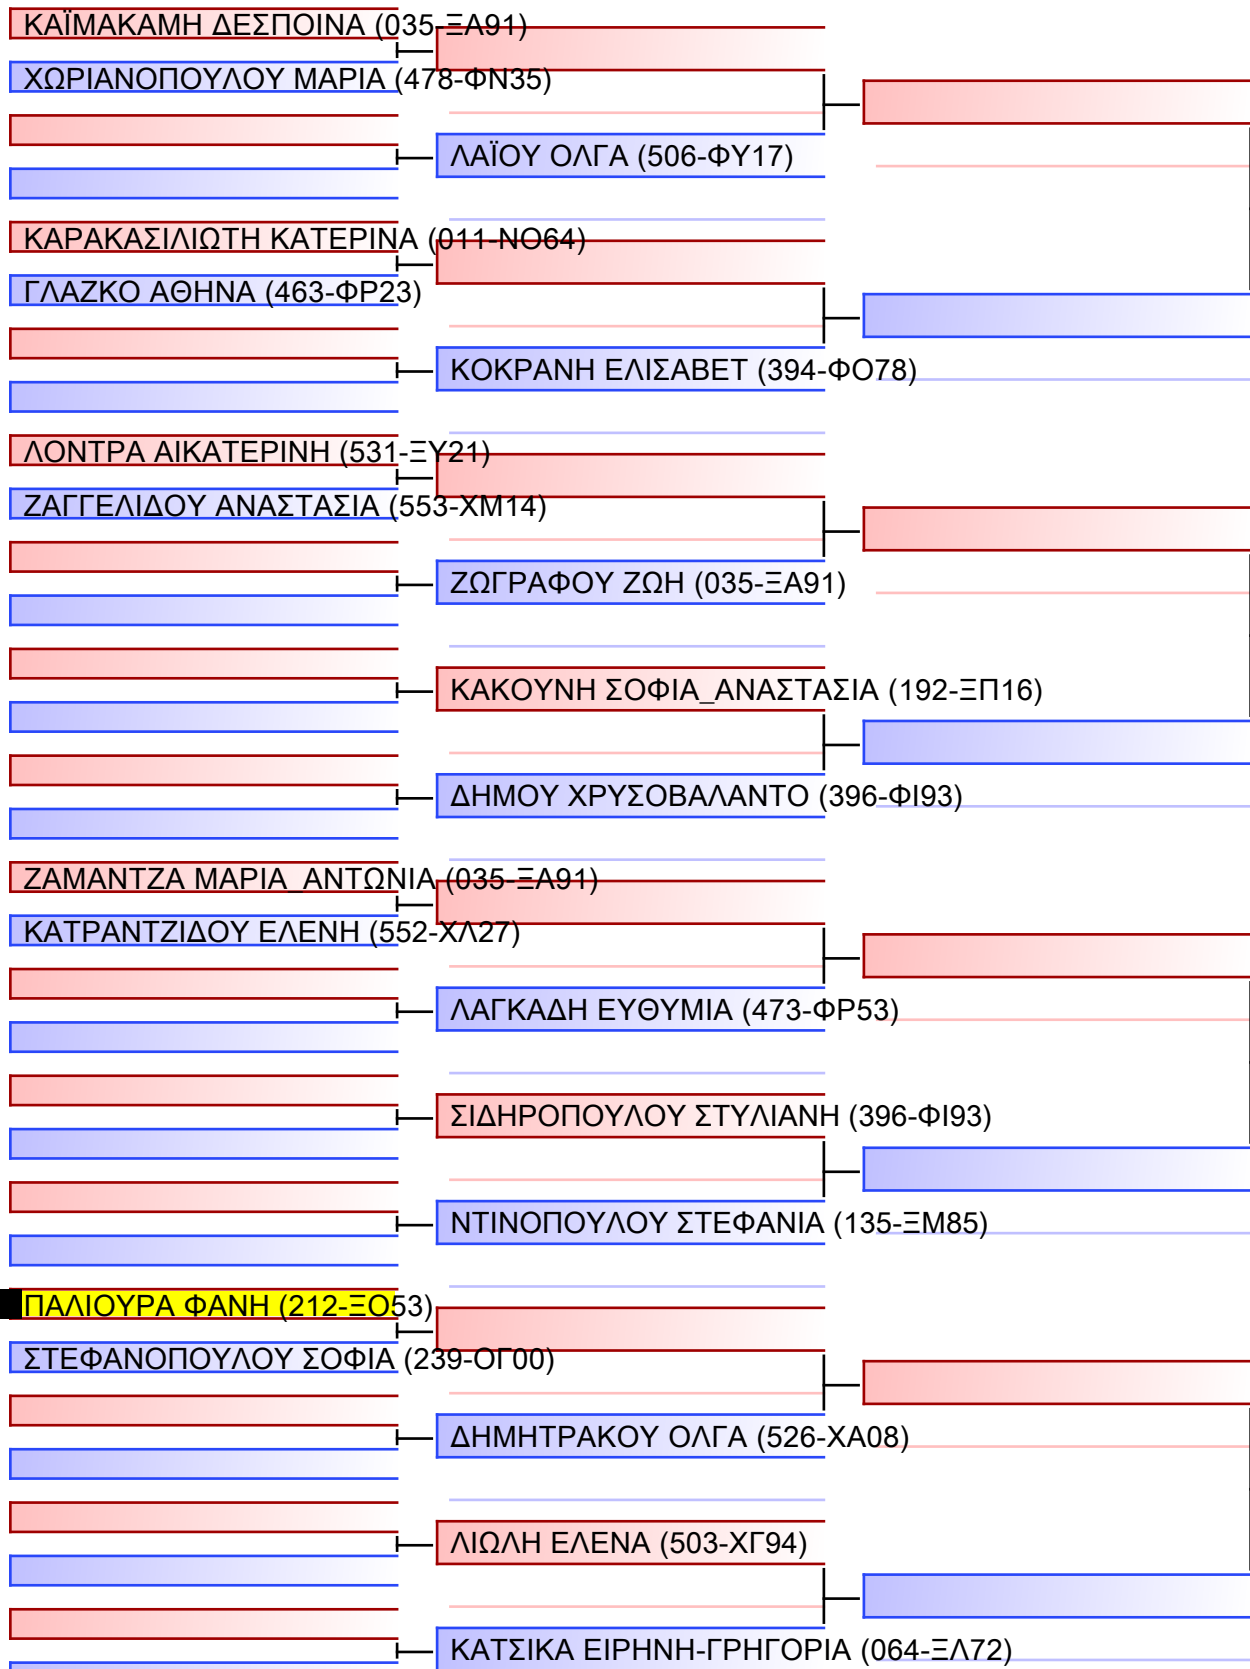 ΚΑΪΜΑΚΑΜΗ ΔΕΣΠΟΙΝΑ (035-ΞΑ91)
ΧΩΡΙΑΝΟΠΟΥΛΟΥ ΜΑΡΙΑ (478-ΦΝ35)
ΛΑΪΟΥ ΟΛΓΑ (506-ΦΥ17)
ΚΑΡΑΚΑΣΙΛΙΩΤΗ ΚΑΤΕΡΙΝΑ (011-ΝΟ64)
ΓΛΑΖΚΟ ΑΘΗΝΑ (463-ΦΡ23)
ΚΟΚΡΑΝΗ ΕΛΙΣΑΒΕΤ (394-ΦΟ78)
ΛΟΝΤΡΑ ΑΙΚΑΤΕΡΙΝΗ (531-ΞΥ21)
ΖΑΓΓΕΛΙΔΟΥ ΑΝΑΣΤΑΣΙΑ (553-ΧΜ14)
ΖΩΓΡΑΦΟΥ ΖΩΗ (035-ΞΑ91)
ΚΑΚΟΥΝΗ ΣΟΦΙΑ_ΑΝΑΣΤΑΣΙΑ (192-ΞΠ16)
ΔΗΜΟΥ ΧΡΥΣΟΒΑΛΑΝΤΟ (396-ΦΙ93)
ΖΑΜΑΝΤΖΑ ΜΑΡΙΑ_ΑΝΤΩΝΙΑ (035-ΞΑ91)
ΚΑΤΡΑΝΤΖΙΔΟΥ ΕΛΕΝΗ (552-ΧΛ27)
ΛΑΓΚΑΔΗ ΕΥΘΥΜΙΑ (473-ΦΡ53)
ΣΙΔΗΡΟΠΟΥΛΟΥ ΣΤΥΛΙΑΝΗ (396-ΦΙ93)
ΝΤΙΝΟΠΟΥΛΟΥ ΣΤΕΦΑΝΙΑ (135-ΞΜ85)
ΠΑΛΙΟΥΡΑ ΦΑΝΗ (212-ΞΟ53)
ΣΤΕΦΑΝΟΠΟΥΛΟΥ ΣΟΦΙΑ (239-ΟΓ00)
ΔΗΜΗΤΡΑΚΟΥ ΟΛΓΑ (526-ΧΑ08)
ΛΙΩΛΗ ΕΛΕΝΑ (503-ΧΓ94)
ΚΑΤΣΙΚΑ ΕΙΡΗΝΗ-ΓΡΗΓΟΡΙΑ (064-ΞΛ72)